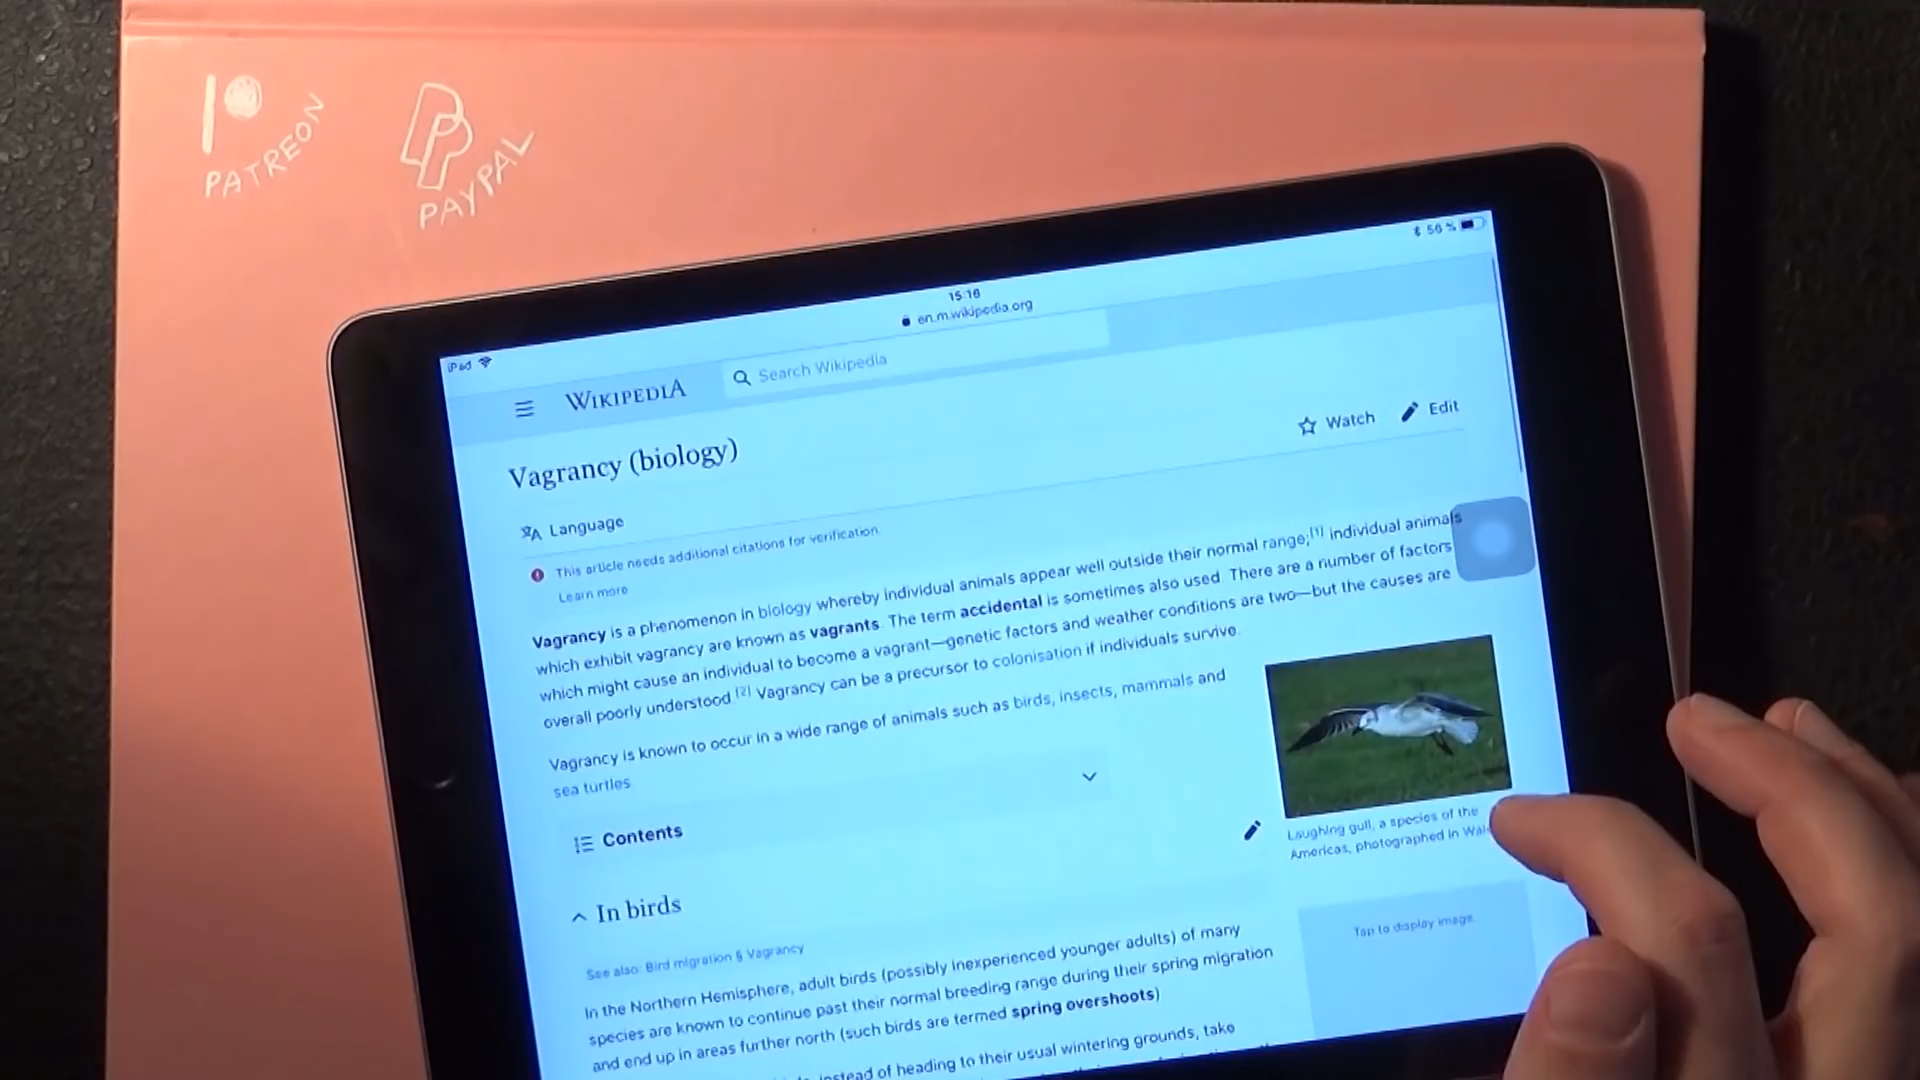 PATREON
PAYPAL
iPad
15:16
56 %
en.m.wikipedia.org
WIKIPEDIA
Search Wikipedia
Vagrancy (biology)
Watch
Edit
Language
This article needs additional citations for verification.
Learn more
Vagrancy is a phenomenon in biology whereby individual animals appear well outside their normal range;[1] individual animals
which exhibit vagrancy are known as vagrants. The term accidental is sometimes also used. There are a number of factors
which might cause an individual to become a vagrant—genetic factors and weather conditions are two—but the causes are
overall poorly understood.[2] Vagrancy can be a precursor to colonisation if individuals survive.
Vagrancy is known to occur in a wide range of animals such as birds, insects, mammals and
sea turtles.
Laughing gull, a species of the
Americas, photographed in
Contents
In birds
Tap to display image
See also: Bird migration § Vagrancy
In the Northern Hemisphere, adult birds (possibly inexperienced younger adults) of many
species are known to continue past their normal breeding range during their spring migration
and end up in areas further north (such birds are termed spring overshoots)
instead of heading to their usual wintering grounds, take